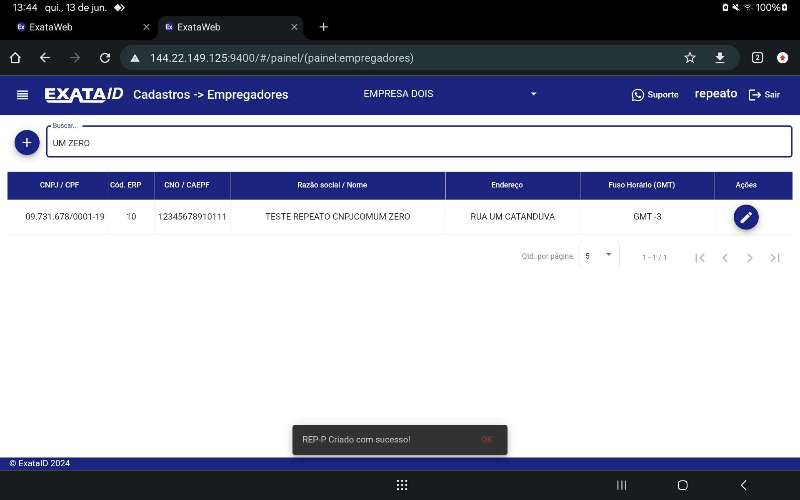 13:44 qui., 13 de jun.
100%
ExataWeb
ExataWeb
144.22.149.125:9400/#/painel/(painel:empregadores)
2
EXATAID Cadastros -> Empregadores EMPRESA DOIS Suporte repeato Sair
Buscar...
UM ZERO
CNPJ / CPF Cód. ERP CNO / CAEPF Razão social / Nome Endereço Fuso Horário (GMT) Ações
09.731.678/0001-19 10 12345678910111 TESTE REPEATO CNPJCOMUM ZERO RUA UM CATANDUVA GMT -3
Qtd. por página: 5 1 - 1 / 1
REP-P Criado com sucesso! OK
© ExataID 2024